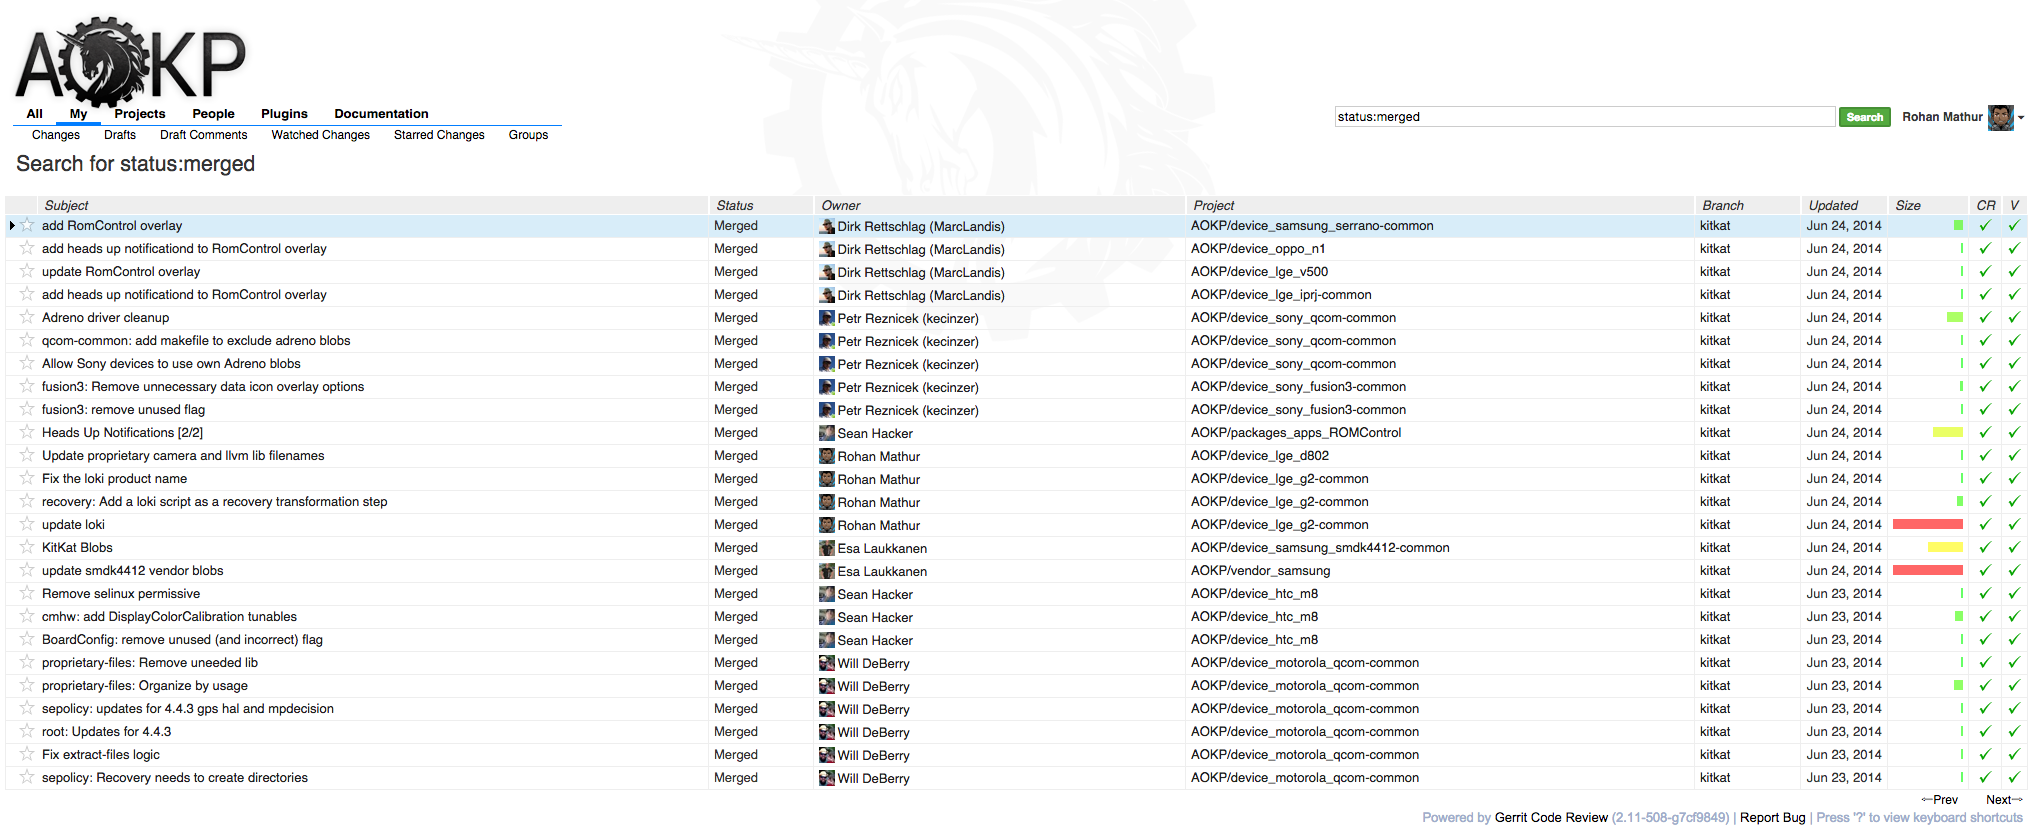 AOKP
All My Projects People Plugins Documentation
Changes Drafts Draft Comments Watched Changes Starred Changes Groups
status:merged Search Rohan Mathur
Search for status:merged
Subject Status Owner Project Branch Updated Size CR V
add RomControl overlay Merged Dirk Rettschlag (MarcLandis) AOKP/device_samsung_serrano-common kitkat Jun 24, 2014
add heads up notificationd to RomControl overlay Merged Dirk Rettschlag (MarcLandis) AOKP/device_oppo_n1 kitkat Jun 24, 2014
update RomControl overlay Merged Dirk Rettschlag (MarcLandis) AOKP/device_lge_v500 kitkat Jun 24, 2014
add heads up notificationd to RomControl overlay Merged Dirk Rettschlag (MarcLandis) AOKP/device_lge_iprj-common kitkat Jun 24, 2014
Adreno driver cleanup Merged Petr Reznicek (kecinzer) AOKP/device_sony_qcom-common kitkat Jun 24, 2014
qcom-common: add makefile to exclude adreno blobs Merged Petr Reznicek (kecinzer) AOKP/device_sony_qcom-common kitkat Jun 24, 2014
Allow Sony devices to use own Adreno blobs Merged Petr Reznicek (kecinzer) AOKP/device_sony_qcom-common kitkat Jun 24, 2014
fusion3: Remove unnecessary data icon overlay options Merged Petr Reznicek (kecinzer) AOKP/device_sony_fusion3-common kitkat Jun 24, 2014
fusion3: remove unused flag Merged Petr Reznicek (kecinzer) AOKP/device_sony_fusion3-common kitkat Jun 24, 2014
Heads Up Notifications [2/2] Merged Sean Hacker AOKP/packages_apps_ROMControl kitkat Jun 24, 2014
Update proprietary camera and llvm lib filenames Merged Rohan Mathur AOKP/device_lge_d802 kitkat Jun 24, 2014
Fix the loki product name Merged Rohan Mathur AOKP/device_lge_g2-common kitkat Jun 24, 2014
recovery: Add a loki script as a recovery transformation step Merged Rohan Mathur AOKP/device_lge_g2-common kitkat Jun 24, 2014
update loki Merged Rohan Mathur AOKP/device_lge_g2-common kitkat Jun 24, 2014
KitKat Blobs Merged Esa Laukkanen AOKP/device_samsung_smdk4412-common kitkat Jun 24, 2014
update smdk4412 vendor blobs Merged Esa Laukkanen AOKP/vendor_samsung kitkat Jun 24, 2014
Remove selinux permissive Merged Sean Hacker AOKP/device_htc_m8 kitkat Jun 23, 2014
cmhw: add DisplayColorCalibration tunables Merged Sean Hacker AOKP/device_htc_m8 kitkat Jun 23, 2014
BoardConfig: remove unused (and incorrect) flag Merged Sean Hacker AOKP/device_htc_m8 kitkat Jun 23, 2014
proprietary-files: Remove uneeded lib Merged Will DeBerry AOKP/device_motorola_qcom-common kitkat Jun 23, 2014
proprietary-files: Organize by usage Merged Will DeBerry AOKP/device_motorola_qcom-common kitkat Jun 23, 2014
sepolicy: updates for 4.4.3 gps hal and mpdecision Merged Will DeBerry AOKP/device_motorola_qcom-common kitkat Jun 23, 2014
root: Updates for 4.4.3 Merged Will DeBerry AOKP/device_motorola_qcom-common kitkat Jun 23, 2014
Fix extract-files logic Merged Will DeBerry AOKP/device_motorola_qcom-common kitkat Jun 23, 2014
sepolicy: Recovery needs to create directories Merged Will DeBerry AOKP/device_motorola_qcom-common kitkat Jun 23, 2014
⇐Prev Next⇒
Powered by Gerrit Code Review (2.11-508-g7cf9849) | Report Bug | Press '?' to view keyboard shortcuts